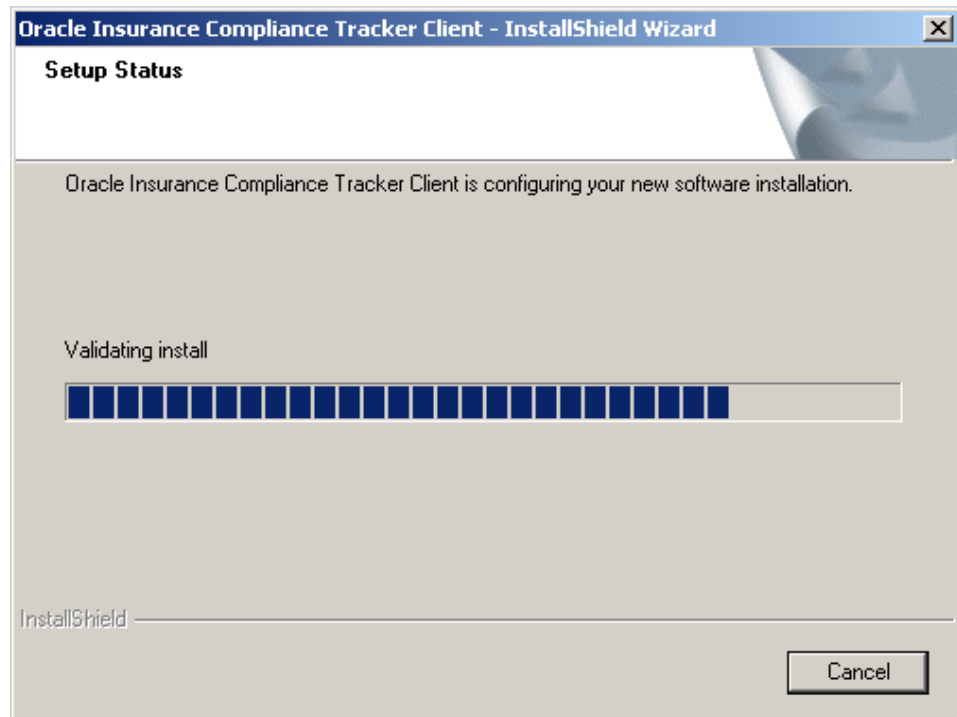 Oracle Insurance Compliance Tracker Client - InstallShield Wizard
Setup Status
Oracle Insurance Compliance Tracker Client is configuring your new software installation.
Validating install
InstallShield
Cancel